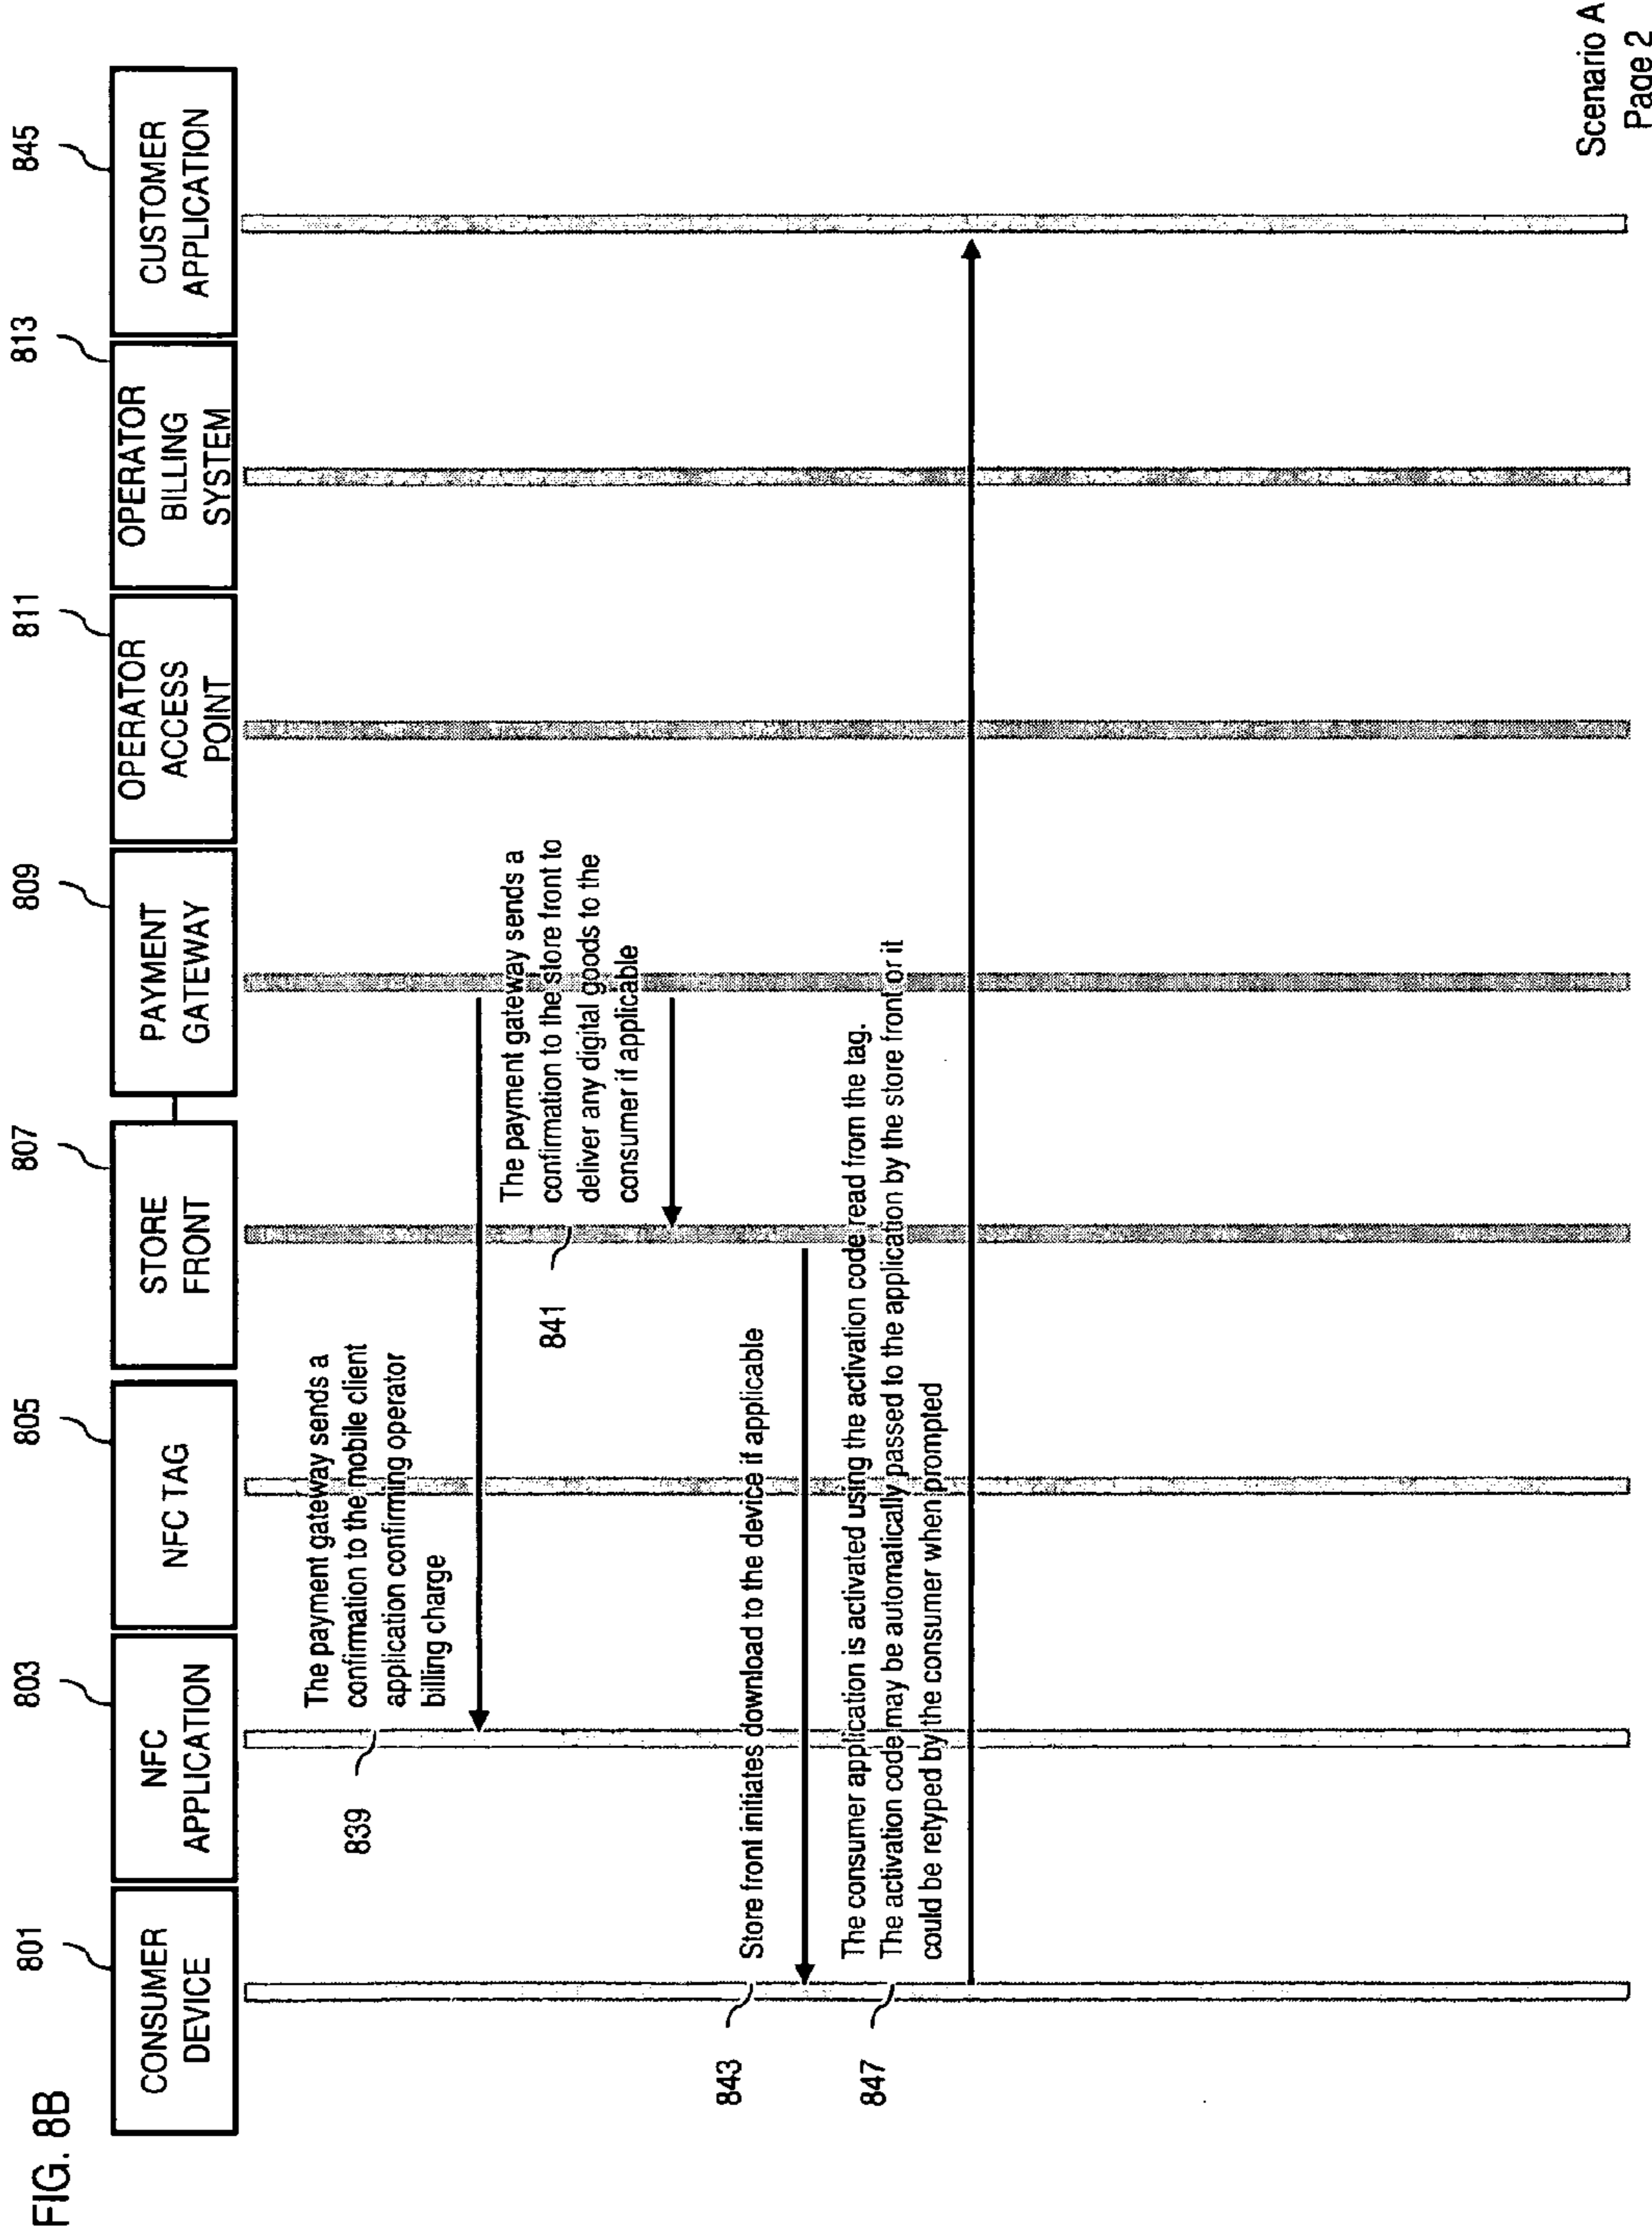 FIG. 8B
801
803
805
807
809
811
813
845
CONSUMER
DEVICE
NFC
APPLICATION
NFC TAG
STORE
FRONT
PAYMENT
GATEWAY
OPERATOR
ACCESS
POINT
OPERATOR
BILLING
SYSTEM
CUSTOMER
APPLICATION
839
The payment gateway sends a
confirmation to the mobile client
application confirming operator
billing charge
841
The payment gateway sends a
confirmation to the store front to
deliver any digital goods to the
consumer if applicable
843
Store front initiates download to the device if applicable
847
The consumer application is activated using the activation code read from the tag.
The activation code may be automatically passed to the application by the store front or it
could be retyped by the consumer when prompted
Scenario A
Page 2